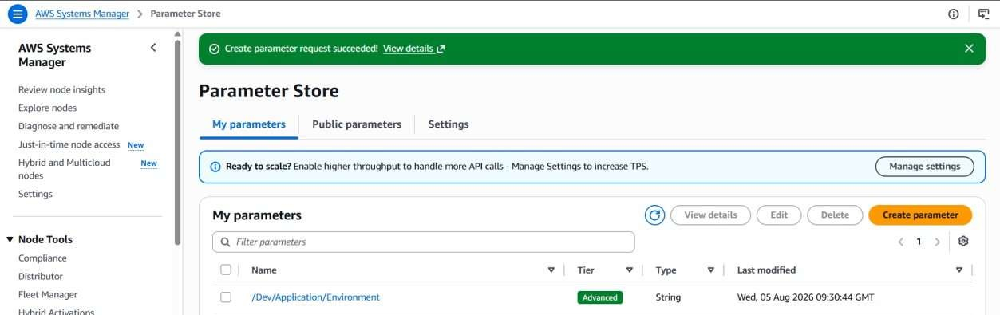 AWS Systems Manager > Parameter Store
AWS Systems
Manager
Review node insights
Explore nodes
Diagnose and remediate
Just-in-time node access New
Hybrid and Multicloud New
nodes
Settings
Node Tools
Compliance
Distributor
Fleet Manager
Hybrid Activations
Create parameter request succeeded! View details
Parameter Store
My parameters Public parameters Settings
Ready to scale? Enable higher throughput to handle more API calls - Manage Settings to increase TPS. Manage settings
My parameters View details Edit Delete Create parameter
Filter parameters 1
Name Tier Type Last modified
/Dev/Application/Environment Advanced String Wed, 05 Aug 2026 09:30:44 GMT